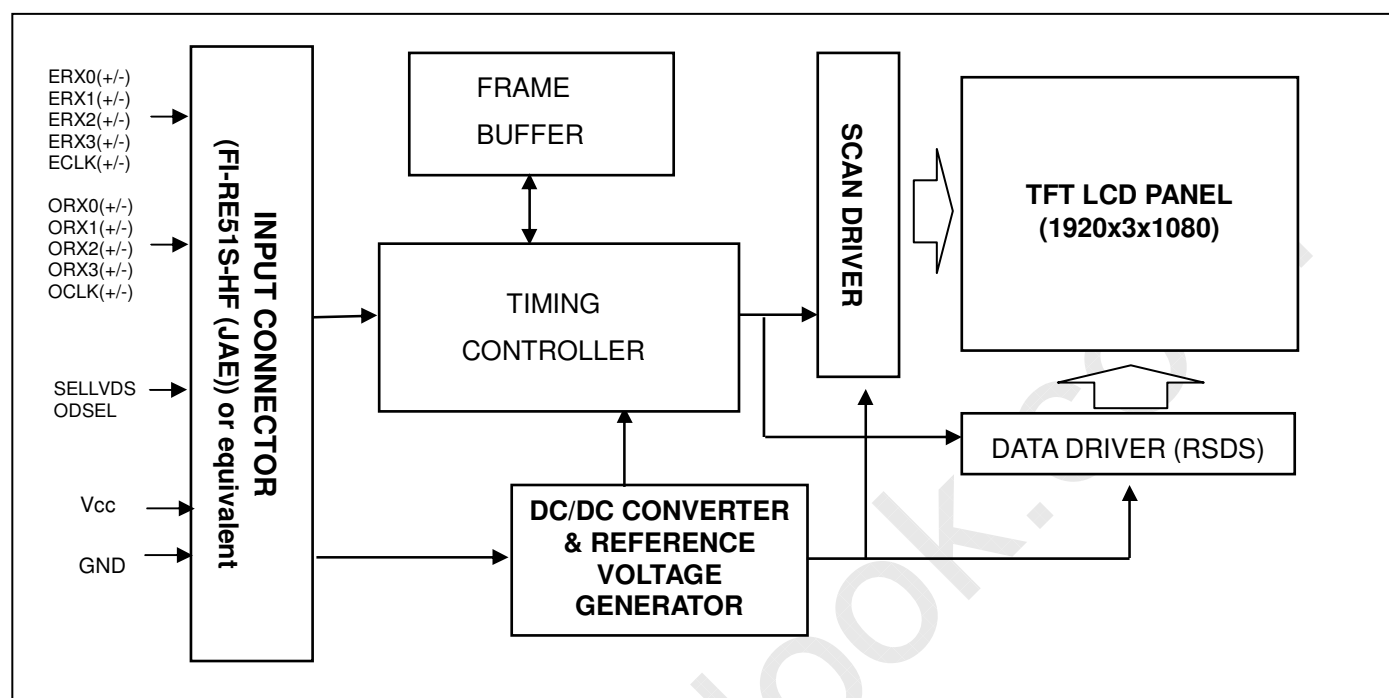 ERX0(+/-)
ERX1(+/-)
ERX2(+/-)
ERX3(+/-)
ECLK(+/-)
ORX0(+/-)
ORX1(+/-)
ORX2(+/-)
ORX3(+/-)
OCLK(+/-)
SELLVDS
ODSEL
Vcc
GND
INPUT CONNECTOR
(FI-RE51S-HF (JAE)) or equivalent
FRAME
BUFFER
TIMING
CONTROLLER
DC/DC CONVERTER
& REFERENCE
VOLTAGE
GENERATOR
SCAN DRIVER
TFT LCD PANEL
(1920x3x1080)
DATA DRIVER (RSDS)